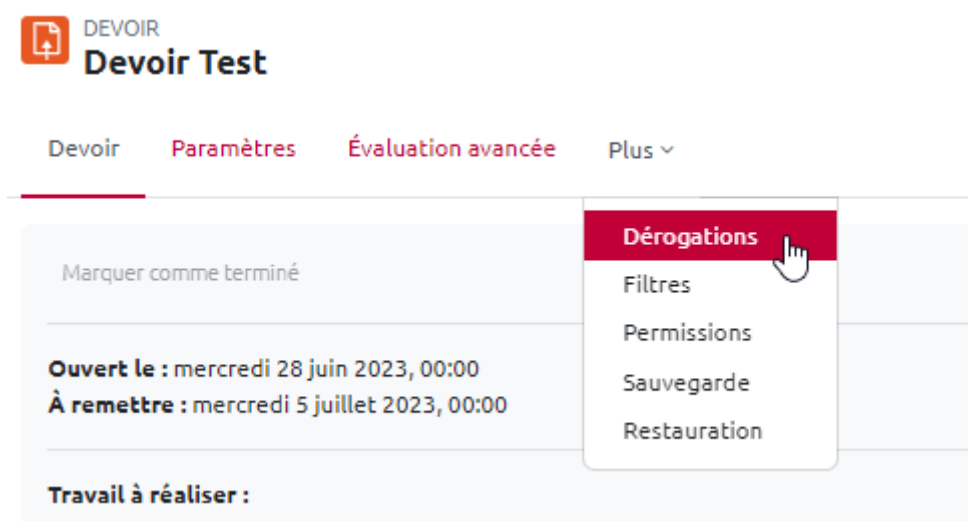 DEVOIR
Devoir Test
Devoir Paramètres Évaluation avancée Plus
Dérogations
Filtres
Permissions
Sauvegarde
Restauration
Marquer comme terminé
Ouvert le : mercredi 28 juin 2023, 00:00
À remettre : mercredi 5 juillet 2023, 00:00
Travail à réaliser :